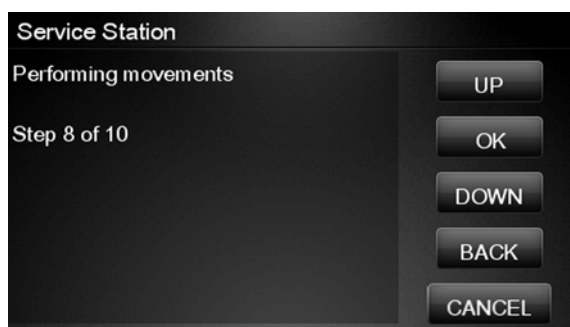 Service Station
Performing movements
Step 8 of 10
UP
OK
DOWN
BACK
CANCEL